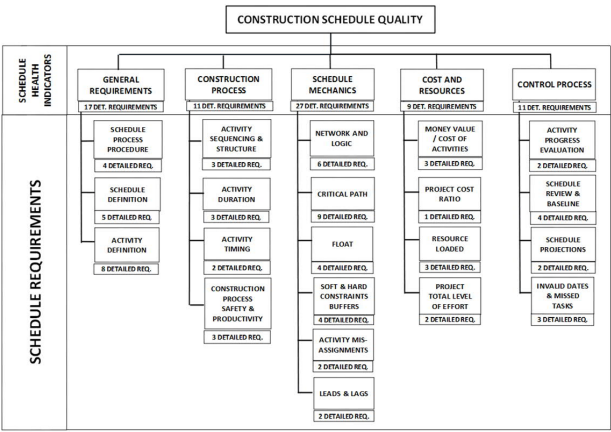 CONSTRUCTION SCHEDULE QUALITY
SCHEDULE
HEALTH
INDICATORS
GENERAL
REQUIREMENTS
17 DET. REQUIREMENTS
CONSTRUCTION
PROCESS
11 DET. REQUIREMENTS
SCHEDULE
MECHANICS
27 DET. REQUIREMENTS
COST AND
RESOURCES
9 DET. REQUIREMENTS
CONTROL PROCESS
11 DET. REQUIREMENTS
SCHEDULE REQUIREMENTS
SCHEDULE
PROCESS
PROCEDURE
4 DETAILED REQ.
SCHEDULE
DEFINITION
5 DETAILED REQ.
ACTIVITY
DEFINITION
8 DETAILED REQ.
ACTIVITY
SEQUENCING &
STRUCTURE
3 DETAILED REQ.
ACTIVITY
DURATION
3 DETAILED REQ.
ACTIVITY
TIMING
2 DETAILED REQ.
CONSTRUCTION
PROCESS
SAFETY &
PRODUCTIVITY
3 DETAILED REQ.
NETWORK AND
LOGIC
6 DETAILED REQ.
CRITICAL PATH
9 DETAILED REQ.
FLOAT
4 DETAILED REQ.
SOFT & HARD
CONSTRAINTS
BUFFERS
4 DETAILED REQ.
ACTIVITY MIS-
ASSIGNMENTS
2 DETAILED REQ.
LEADS & LAGS
2 DETAILED REQ.
MONEY VALUE
/ COST OF
ACTIVITIES
3 DETAILED REQ.
PROJECT COST
RATIO
1 DETAILED REQ.
RESOURCE
LOADED
3 DETAILED REQ.
PROJECT
TOTAL LEVEL
OF EFFORT
2 DETAILED REQ.
ACTIVITY
PROGRESS
EVALUATION
2 DETAILED REQ.
SCHEDULE
REVIEW &
BASELINE
4 DETAILED REQ.
SCHEDULE
PROJECTIONS
2 DETAILED REQ.
INVALID DATES
& MISSED
TASKS
3 DETAILED REQ.